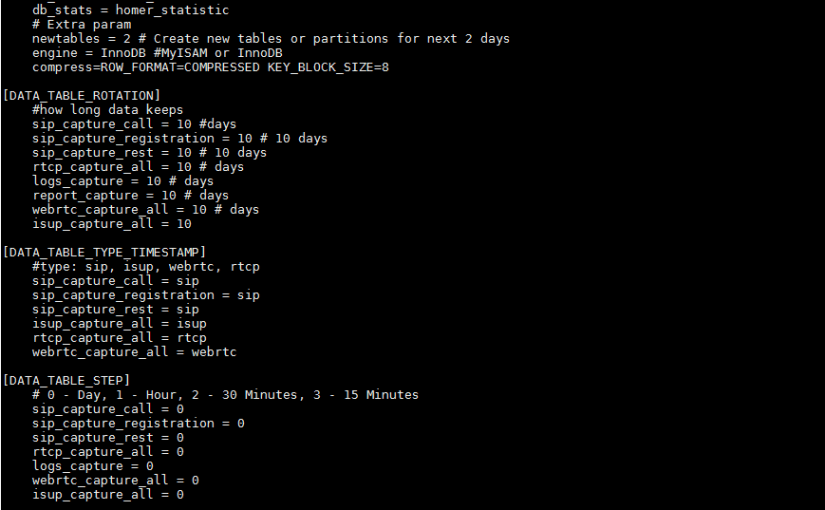 db_stats = homer_statistic
# Extra param
newtables = 2 # Create new tables or partitions for next 2 days
engine = InnoDB #MyISAM or InnoDB
compress=ROW_FORMAT=COMPRESSED KEY_BLOCK_SIZE=8
[DATA_TABLE_ROTATION]
#how long data keeps
sip_capture_call = 10 #days
sip_capture_registration = 10 # 10 days
sip_capture_rest = 10 # 10 days
rtcp_capture_all = 10 # days
logs_capture = 10 # days
report_capture = 10 # days
webrtc_capture_all = 10 # days
isup_capture_all = 10
[DATA_TABLE_TYPE_TIMESTAMP]
#type: sip, isup, webrtc, rtcp
sip_capture_call = sip
sip_capture_registration = sip
sip_capture_rest = sip
isup_capture_all = isup
rtcp_capture_all = rtcp
webrtc_capture_all = webrtc
[DATA_TABLE_STEP]
# 0 - Day, 1 - Hour, 2 - 30 Minutes, 3 - 15 Minutes
sip_capture_call = 0
sip_capture_registration = 0
sip_capture_rest = 0
rtcp_capture_all = 0
logs_capture = 0
webrtc_capture_all = 0
isup_capture_all = 0